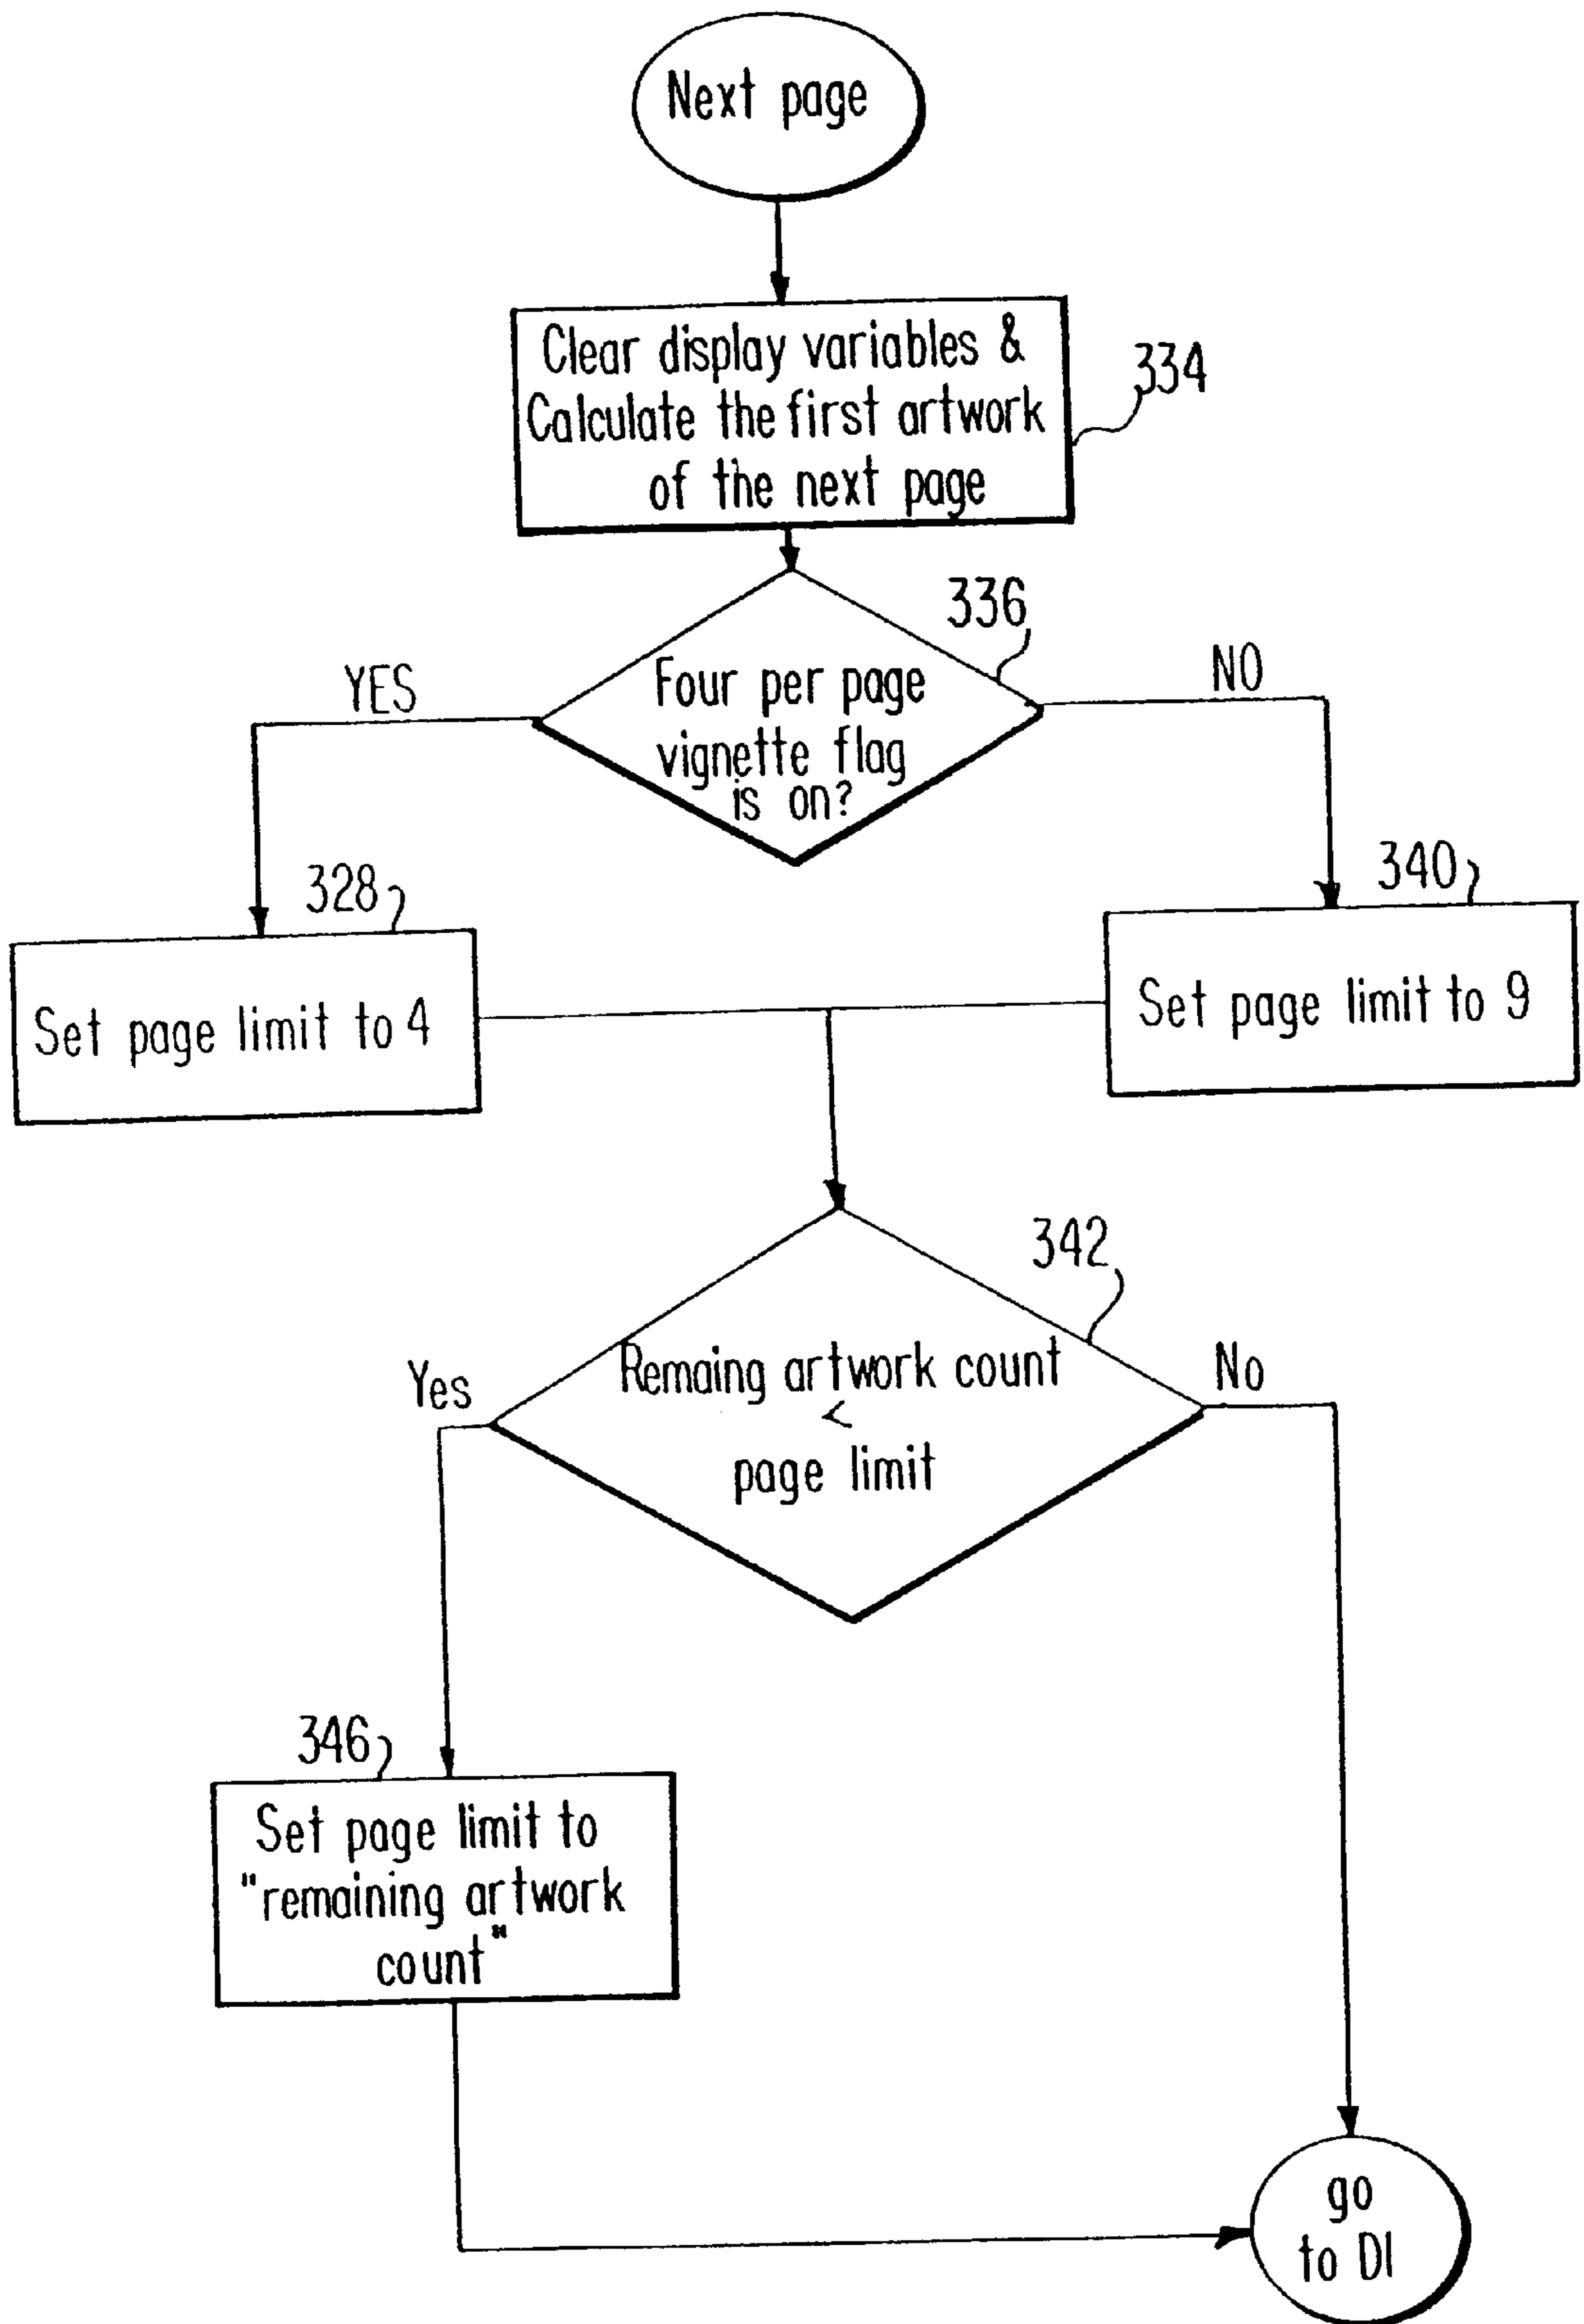 Next page
Clear display variables &
Calculate the first artwork
of the next page
334
336
YES
NO
Four per page
vignette flag
is on?
328
340
Set page limit to 4
Set page limit to 9
342
Yes
No
Remaing artwork count
<
page limit
346
Set page limit to
"remaining artwork
count"
go
to D1